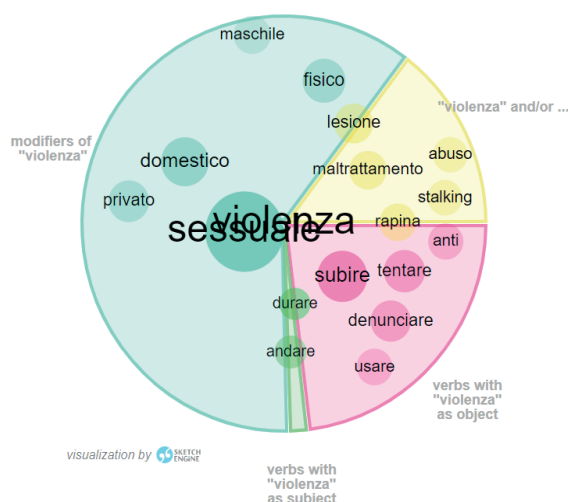 maschile
fisico
lesione
"violenza" and/or ...
modifiers of
"violenza"
domestico
maltrattamento
abuso
privato
stalking
violenza
sessuale
rapina
anti
subire
tentare
durare
denunciare
andare
usare
verbs with
"violenza"
as object
visualization by SKETCH
ENGINE
verbs with
"violenza"
as subject